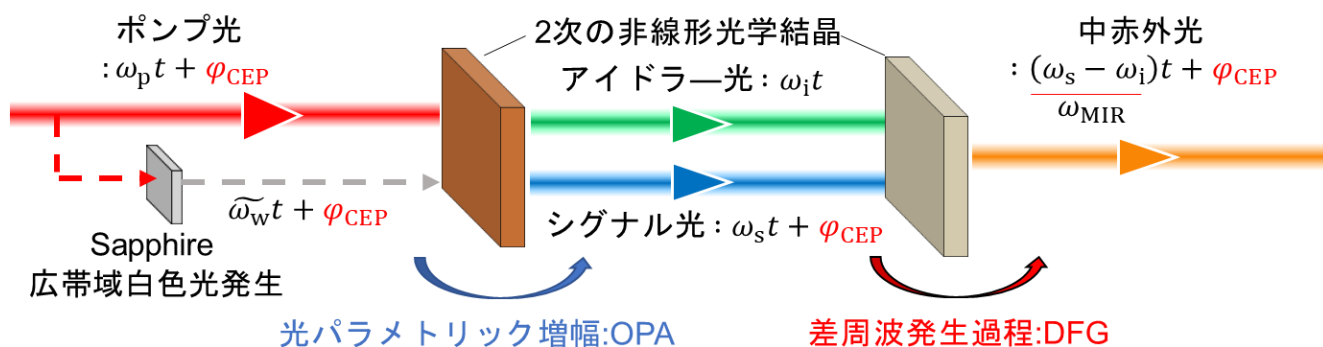 ポンプ光
:ωpt + φCEP
2次の非線形光学結晶
アイドラ―光：ωit
中赤外光
: (ωs − ωi)t + φCEP
ωMIR
ω̃wt + φCEP
Sapphire
広帯域白色光発生
シグナル光：ωst + φCEP
光パラメトリック増幅:OPA
差周波発生過程:DFG